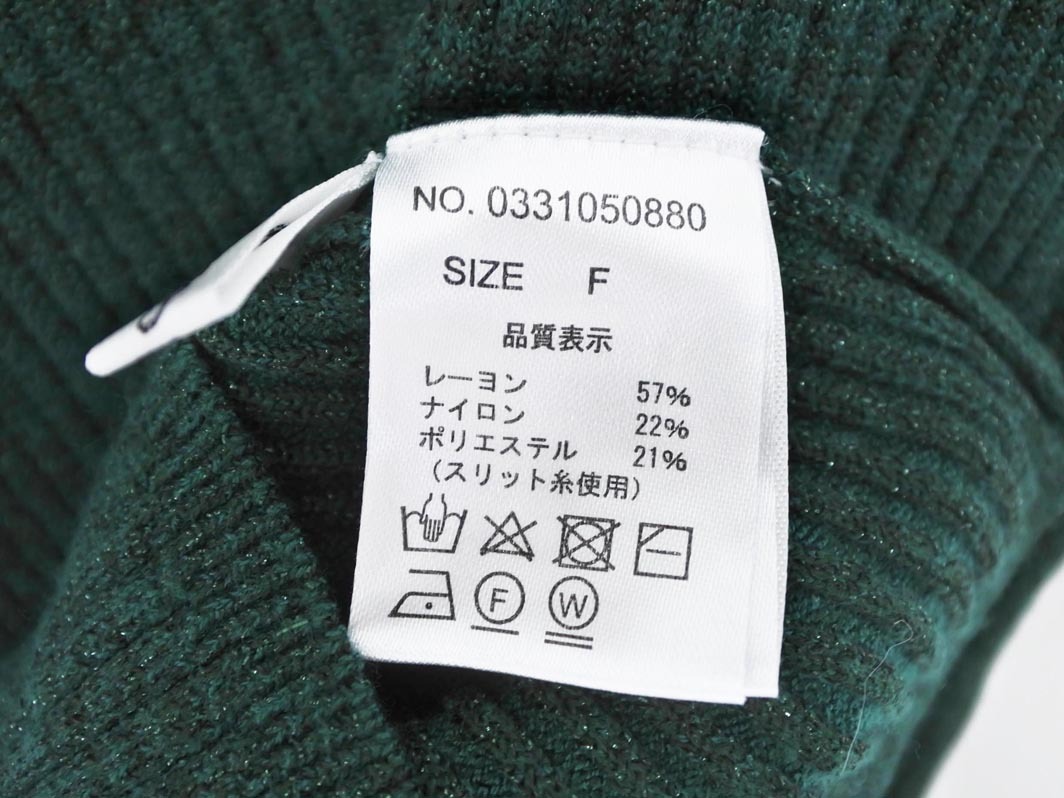 NO. 0331050880
SIZE F
品質表示
レーヨン 57%
ナイロン 22%
ポリエステル 21%
(スリット糸使用)
F W